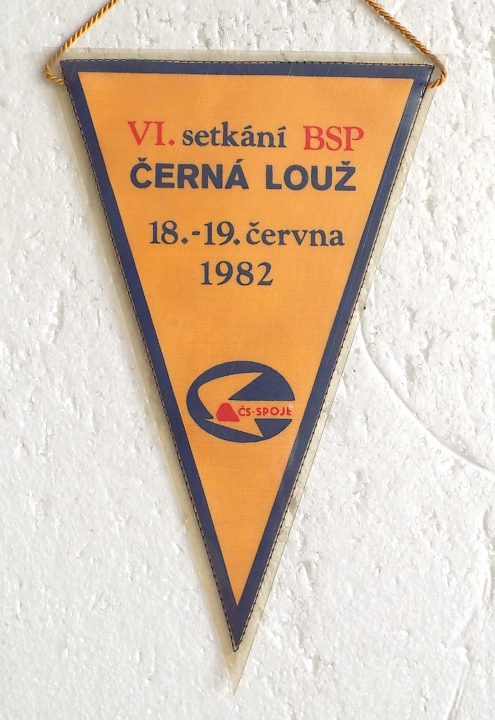 VI. setkání BSP
ČERNÁ LOUŽ
18.-19. června
1982
ČS·SPOJE